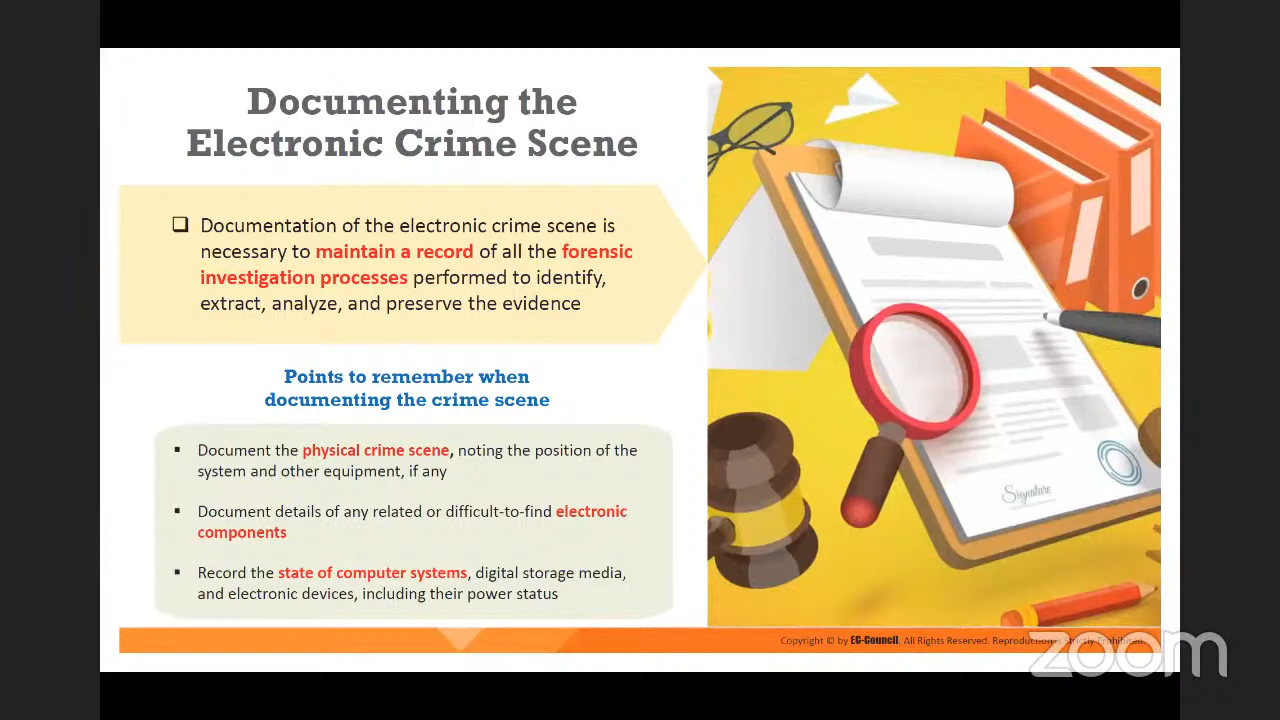 Documenting the
Electronic Crime Scene
❑ Documentation of the electronic crime scene is
necessary to maintain a record of all the forensic
investigation processes performed to identify,
extract, analyze, and preserve the evidence
Points to remember when
documenting the crime scene
▪ Document the physical crime scene, noting the position of the
system and other equipment, if any
▪ Document details of any related or difficult-to-find electronic
components
▪ Record the state of computer systems, digital storage media,
and electronic devices, including their power status
Signature
Copyright © by EC-Council. All Rights Reserved. Reproduction is Strictly Prohibited.
zoom